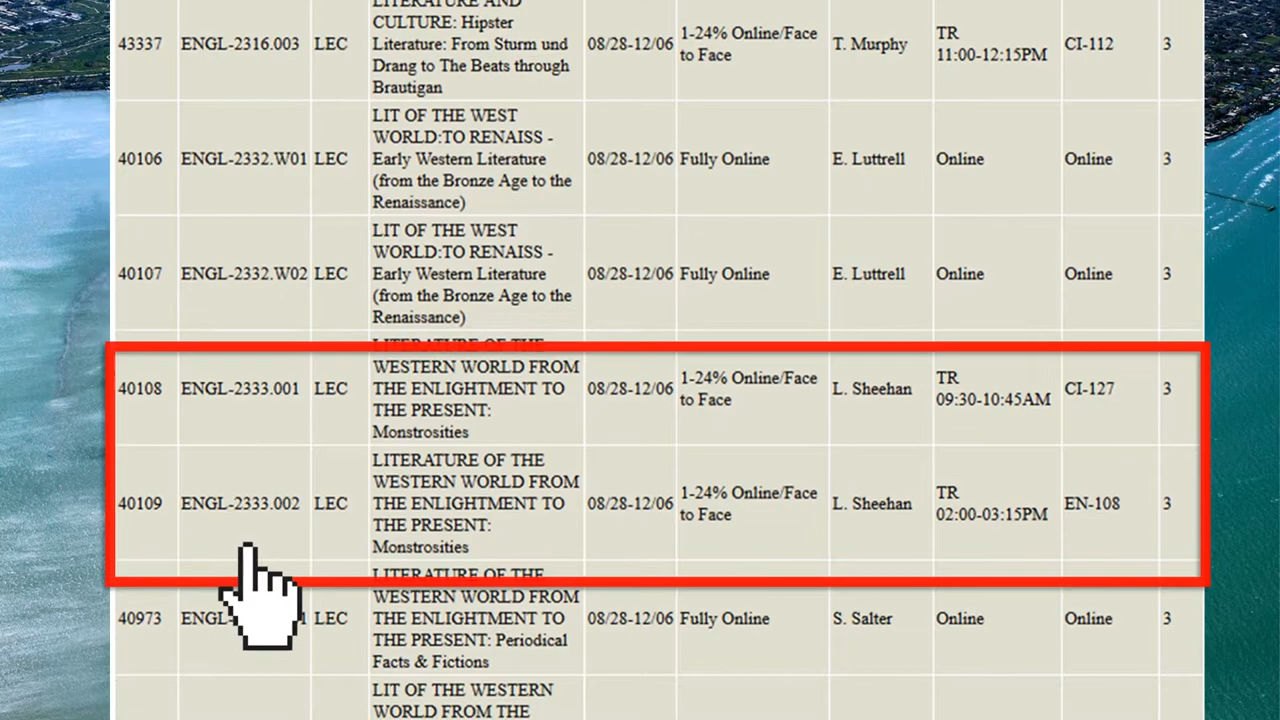 LITERATURE AND
CULTURE: Hipster
Literature: From Sturm und
Drang to The Beats through
Brautigan
43337 ENGL-2316.003 LEC 08/28-12/06 1-24% Online/Face
to Face
T. Murphy TR
11:00-12:15PM
CI-112 3
LIT OF THE WEST
WORLD:TO RENAISS -
Early Western Literature
(from the Bronze Age to the
Renaissance)
40106 ENGL-2332.W01 LEC 08/28-12/06 Fully Online E. Luttrell Online Online 3
LIT OF THE WEST
WORLD:TO RENAISS -
Early Western Literature
(from the Bronze Age to the
Renaissance)
40107 ENGL-2332.W02 LEC 08/28-12/06 Fully Online E. Luttrell Online Online 3
LITERATURE OF THE
WESTERN WORLD FROM
THE ENLIGHTMENT TO
THE PRESENT:
Monstrosities
40108 ENGL-2333.001 LEC 08/28-12/06 1-24% Online/Face
to Face
L. Sheehan TR
09:30-10:45AM
CI-127 3
LITERATURE OF THE
WESTERN WORLD FROM
THE ENLIGHTMENT TO
THE PRESENT:
Monstrosities
40109 ENGL-2333.002 LEC 08/28-12/06 1-24% Online/Face
to Face
L. Sheehan TR
02:00-03:15PM
EN-108 3
LITERATURE OF THE
WESTERN WORLD FROM
THE ENLIGHTMENT TO
THE PRESENT: Periodical
Facts & Fictions
40973 LEC 08/28-12/06 Fully Online S. Salter Online Online 3
LIT OF THE WESTERN
WORLD FROM THE